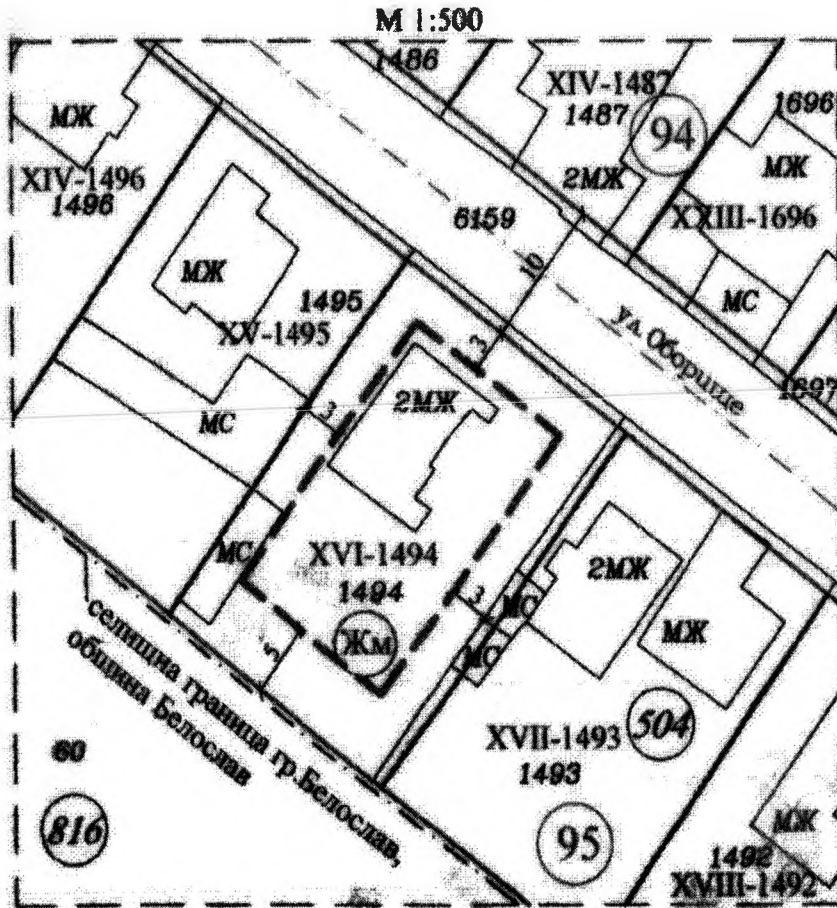 М 1:500
1486
XIV-1487
1487
94
1696
МЖ
МЖ
XIV-1496
1496
2МЖ
6159
XXIII-1696
МЖ
1495
XV-1495
10
МС
ул. Оборище
3
1697
2МЖ
3
МС
МС
XVI-1494
1494
3
2МЖ
МС
Жм
МС
МЖ
5
селищна граница гр.Белослав,
община Белослав
504
XVII-1493
1493
60
816
95
МЖ
1492
XVIII-1492